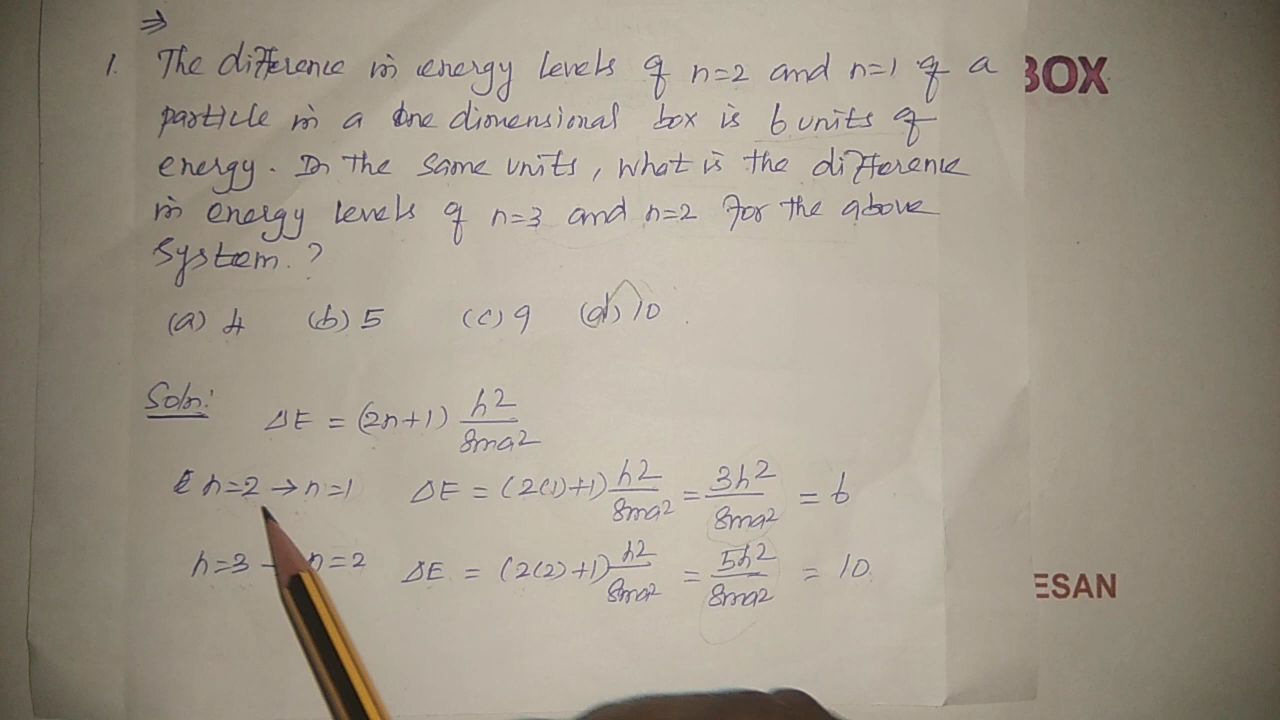 ⇒
1. The difference in energy levels of n=2 and n=1 of a
particle in a one dimensional box is 6 units of
energy. In the same units, what is the difference
in energy levels of n=3 and n=2 for the above
system.?
(a) 4 (b) 5 (c) 9 (d) 10
Soln:
ΔE = (2n+1) h2/8ma2
n=2 → n=1 ΔE = (2(1)+1) h2/8ma2 = 3h2/8ma2 = 6
n=3 - n=2 ΔE = (2(2)+1) h2/8ma2 = 5h2/8ma2 = 10
BOX
ESAN